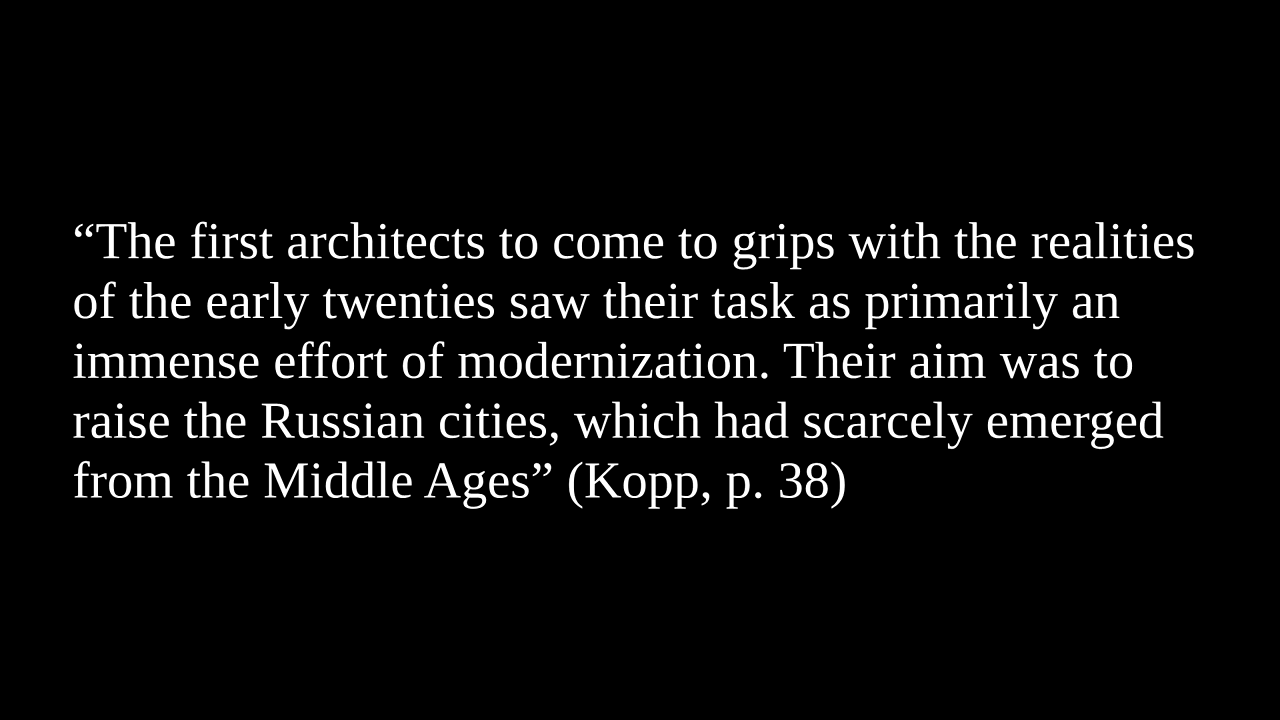 “The first architects to come to grips with the realities
of the early twenties saw their task as primarily an
immense effort of modernization. Their aim was to
raise the Russian cities, which had scarcely emerged
from the Middle Ages” (Kopp, p. 38)